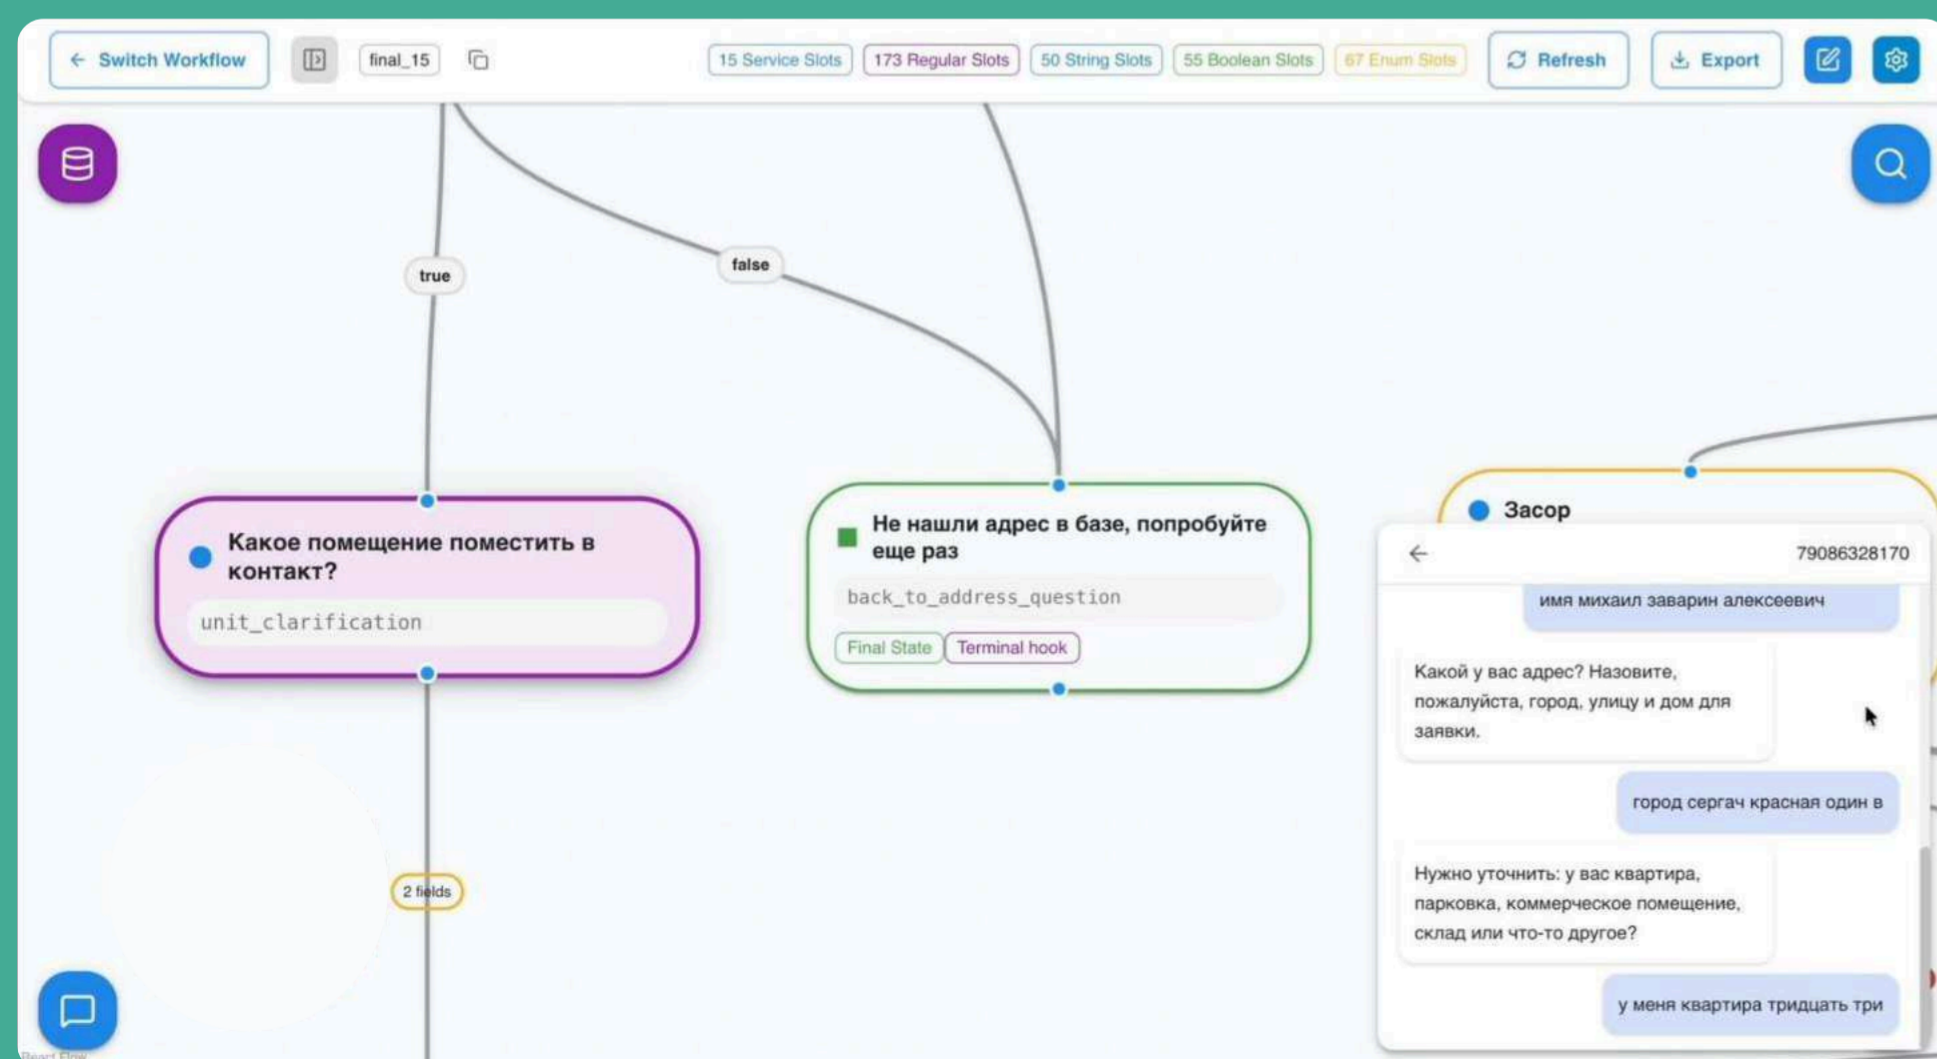 Switch Workflow
final_15
15 Service Slots
173 Regular Slots
50 String Slots
55 Boolean Slots
67 Enum Slots
Refresh
Export
true
false
Какое помещение поместить в
контакт?
unit_clarification
Не нашли адрес в базе, попробуйте
еще раз
back_to_address_question
Final State
Terminal hook
Засор
2 fields
79086328170
имя михаил заварин алексеевич
Какой у вас адрес? Назовите,
пожалуйста, город, улицу и дом для
заявки.
город сергач красная один в
Нужно уточнить: у вас квартира,
парковка, коммерческое помещение,
склад или что-то другое?
у меня квартира тридцать три
React Flow